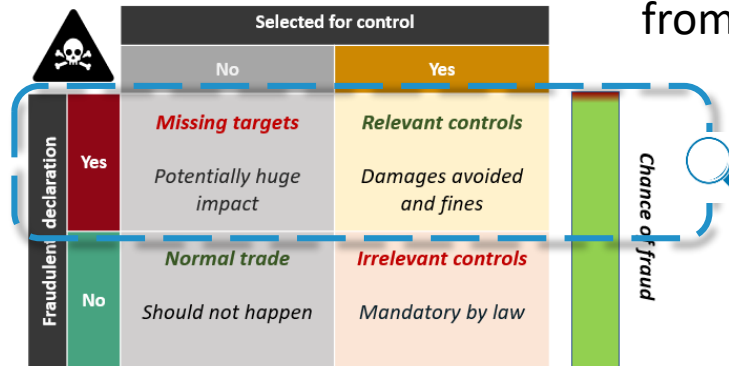 from
Selected for control
No
Yes
Fraudulent declaration
Yes
Missing targets
Potentially huge
impact
Relevant controls
Damages avoided
and fines
No
Normal trade
Should not happen
Irrelevant controls
Mandatory by law
Chance of fraud